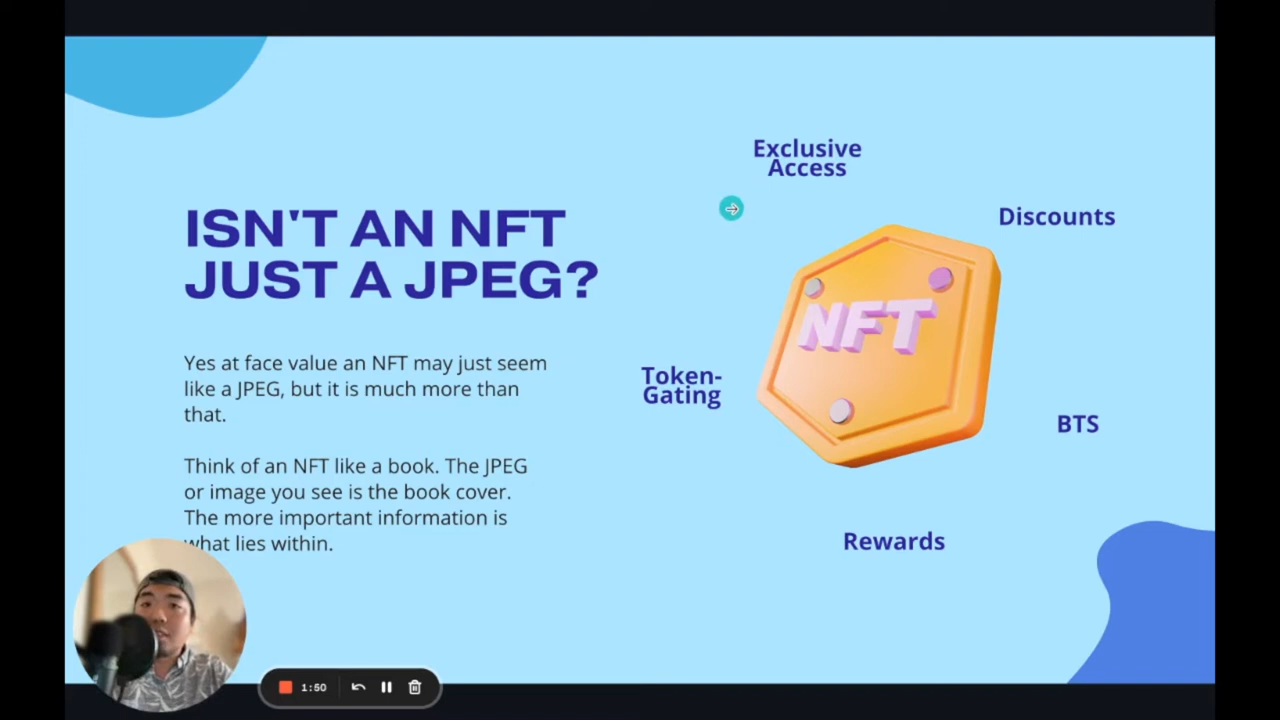 ISN'T AN NFT
JUST A JPEG?
Yes at face value an NFT may just seem
like a JPEG, but it is much more than
that.
Think of an NFT like a book. The JPEG
or image you see is the book cover.
The more important information is
what lies within.
Exclusive
Access
Discounts
NFT
Token-
Gating
BTS
Rewards
1:50